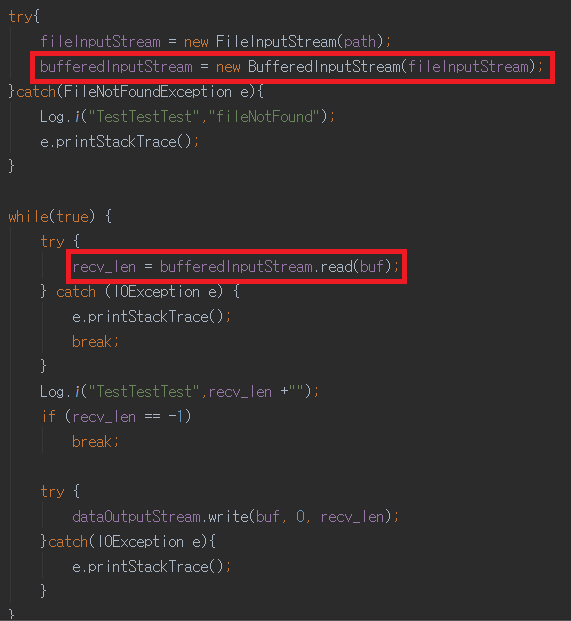 try{
fileInputStream = new FileInputStream(path);
bufferedInputStream = new BufferedInputStream(fileInputStream);
}catch(FileNotFoundException e){
Log.i("TestTestTest","fileNotFound");
e.printStackTrace();
}
while(true) {
try {
recv_len = bufferedInputStream.read(buf);
} catch (IOException e) {
e.printStackTrace();
break;
}
Log.i("TestTestTest",recv_len +"");
if (recv_len == -1)
break;
try {
dataOutputStream.write(buf, 0, recv_len);
}catch(IOException e){
e.printStackTrace();
}
}